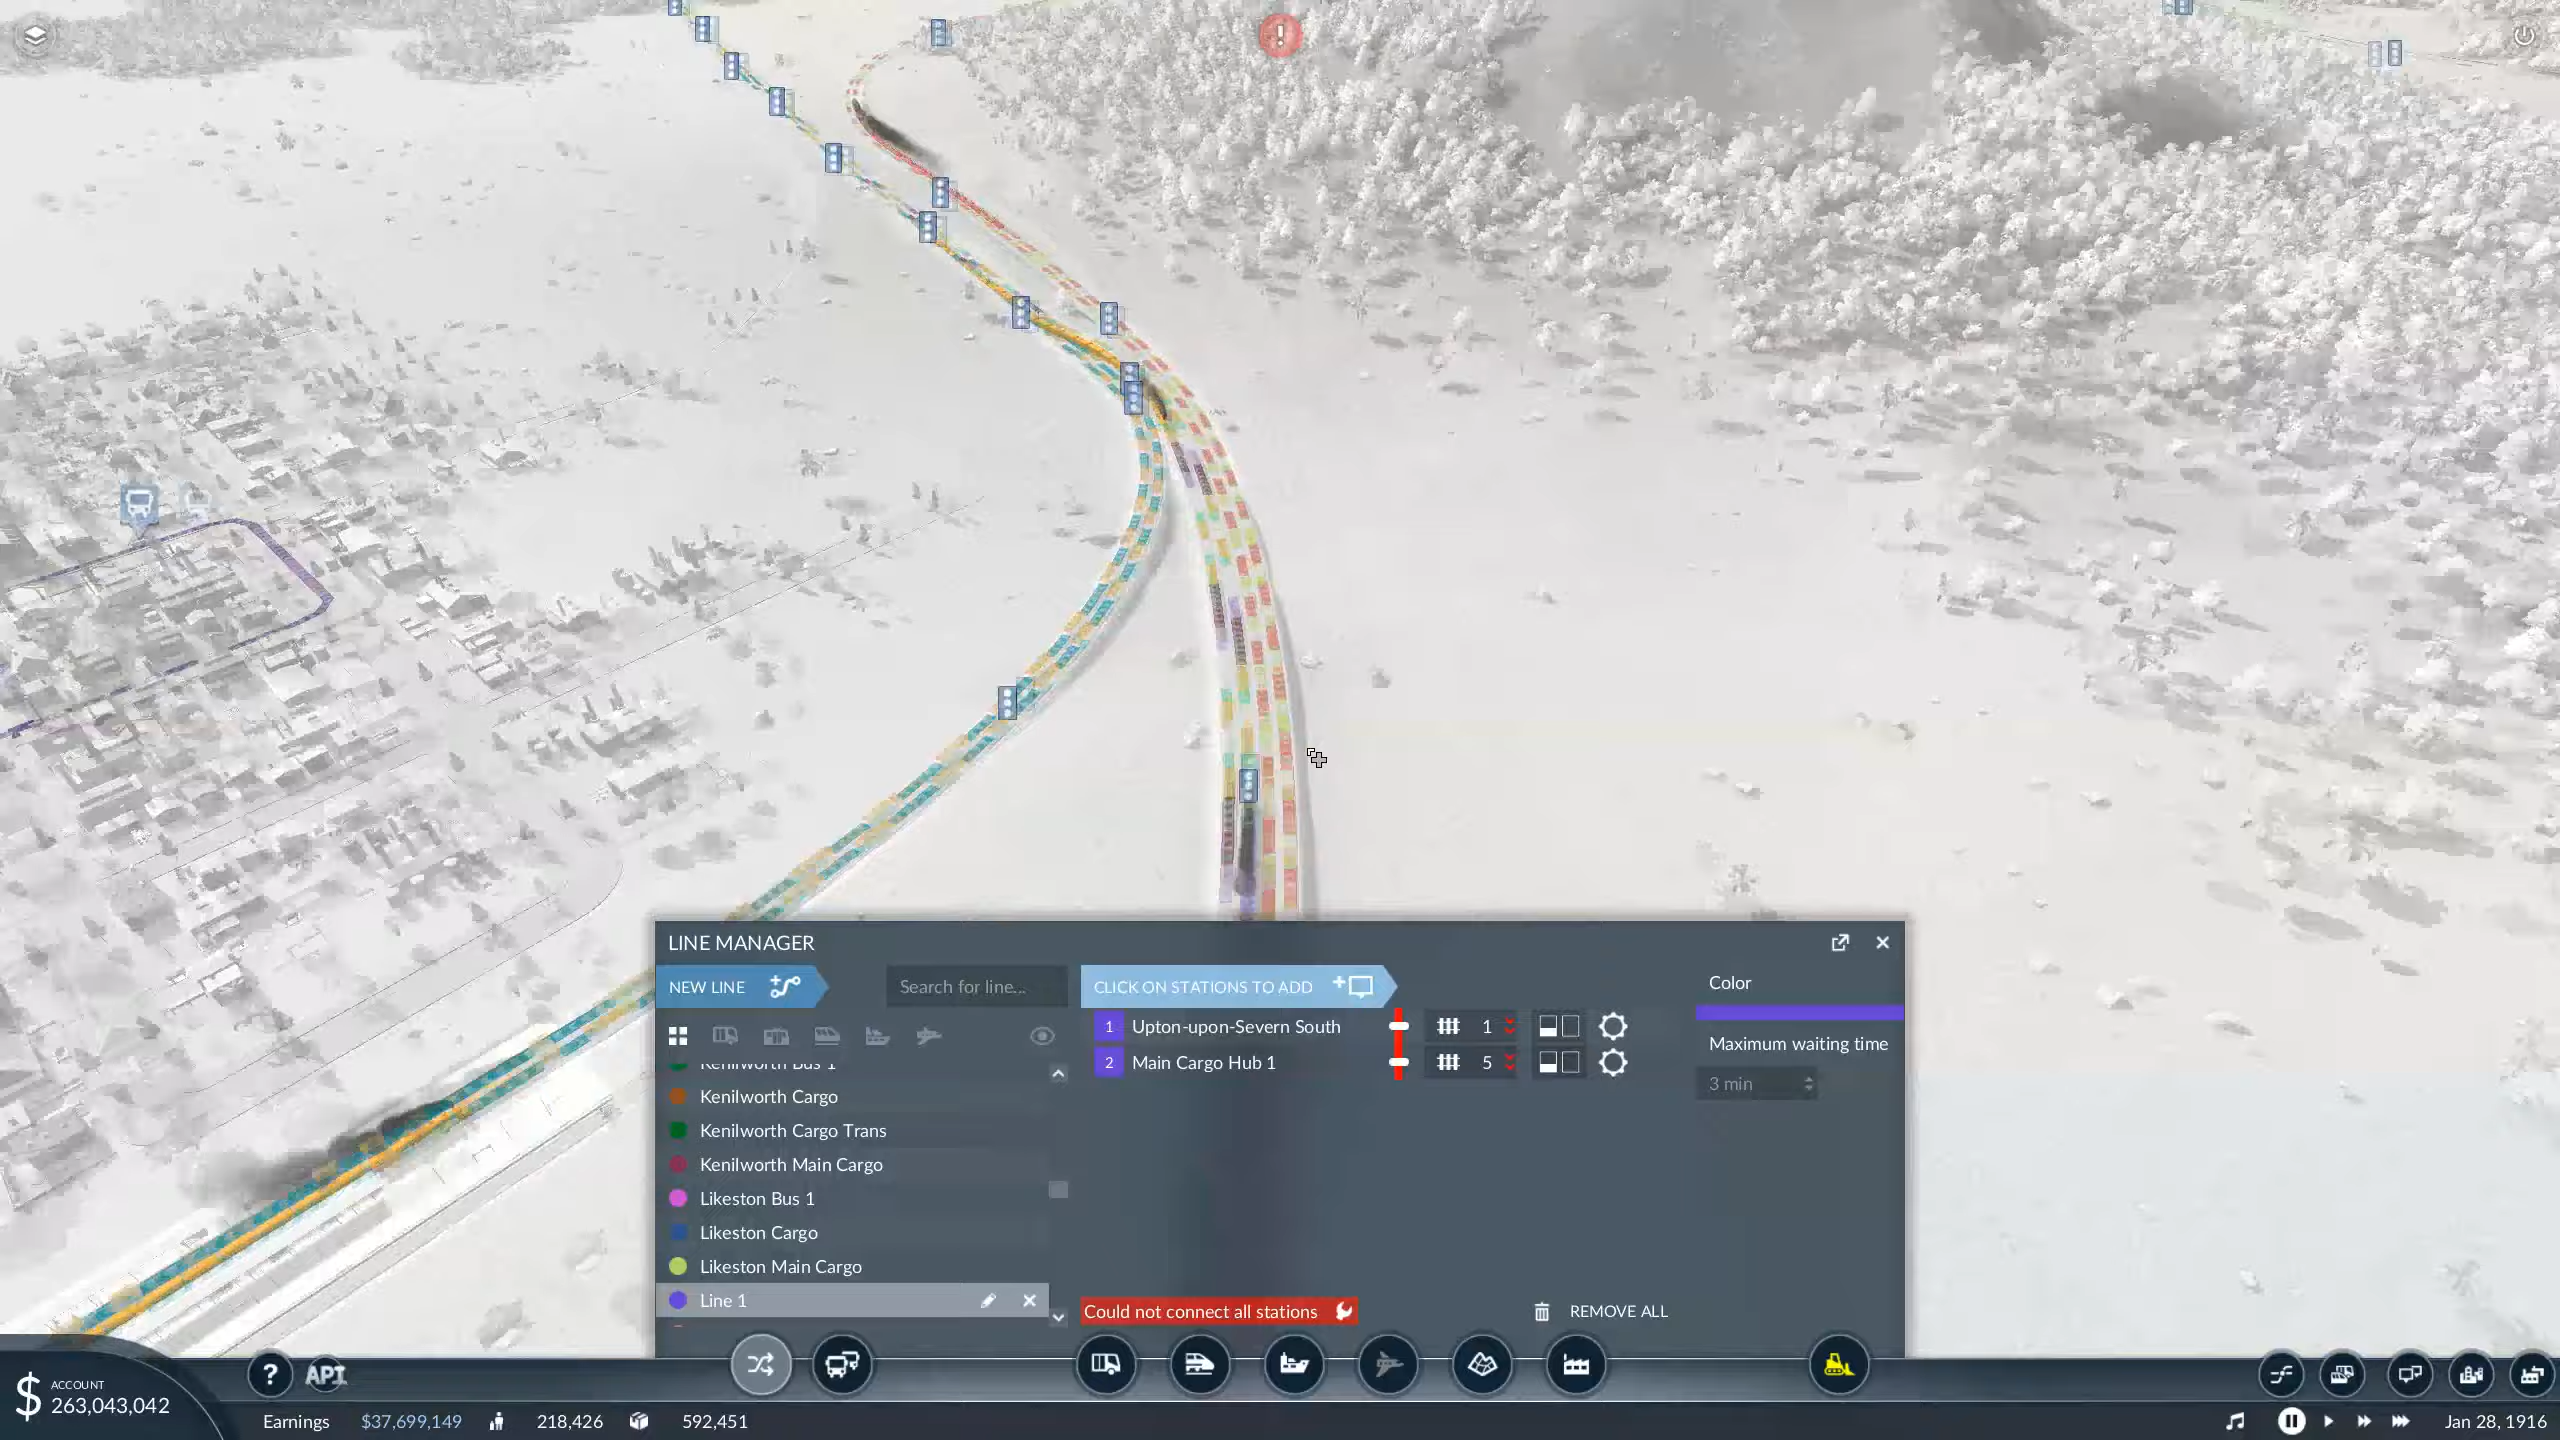 LINE MANAGER
NEW LINE
Search for line...
CLICK ON STATIONS TO ADD
Color
1 Upton-upon-Severn South 1
2 Main Cargo Hub 1 5
Maximum waiting time
3 min
Kenilworth Bus 1
Kenilworth Cargo
Kenilworth Cargo Trans
Kenilworth Main Cargo
Likeston Bus 1
Likeston Cargo
Likeston Main Cargo
Line 1
Could not connect all stations
REMOVE ALL
? API
$ ACCOUNT
263,043,042
Earnings $37,699,149 218,426 592,451
Jan 28, 1916